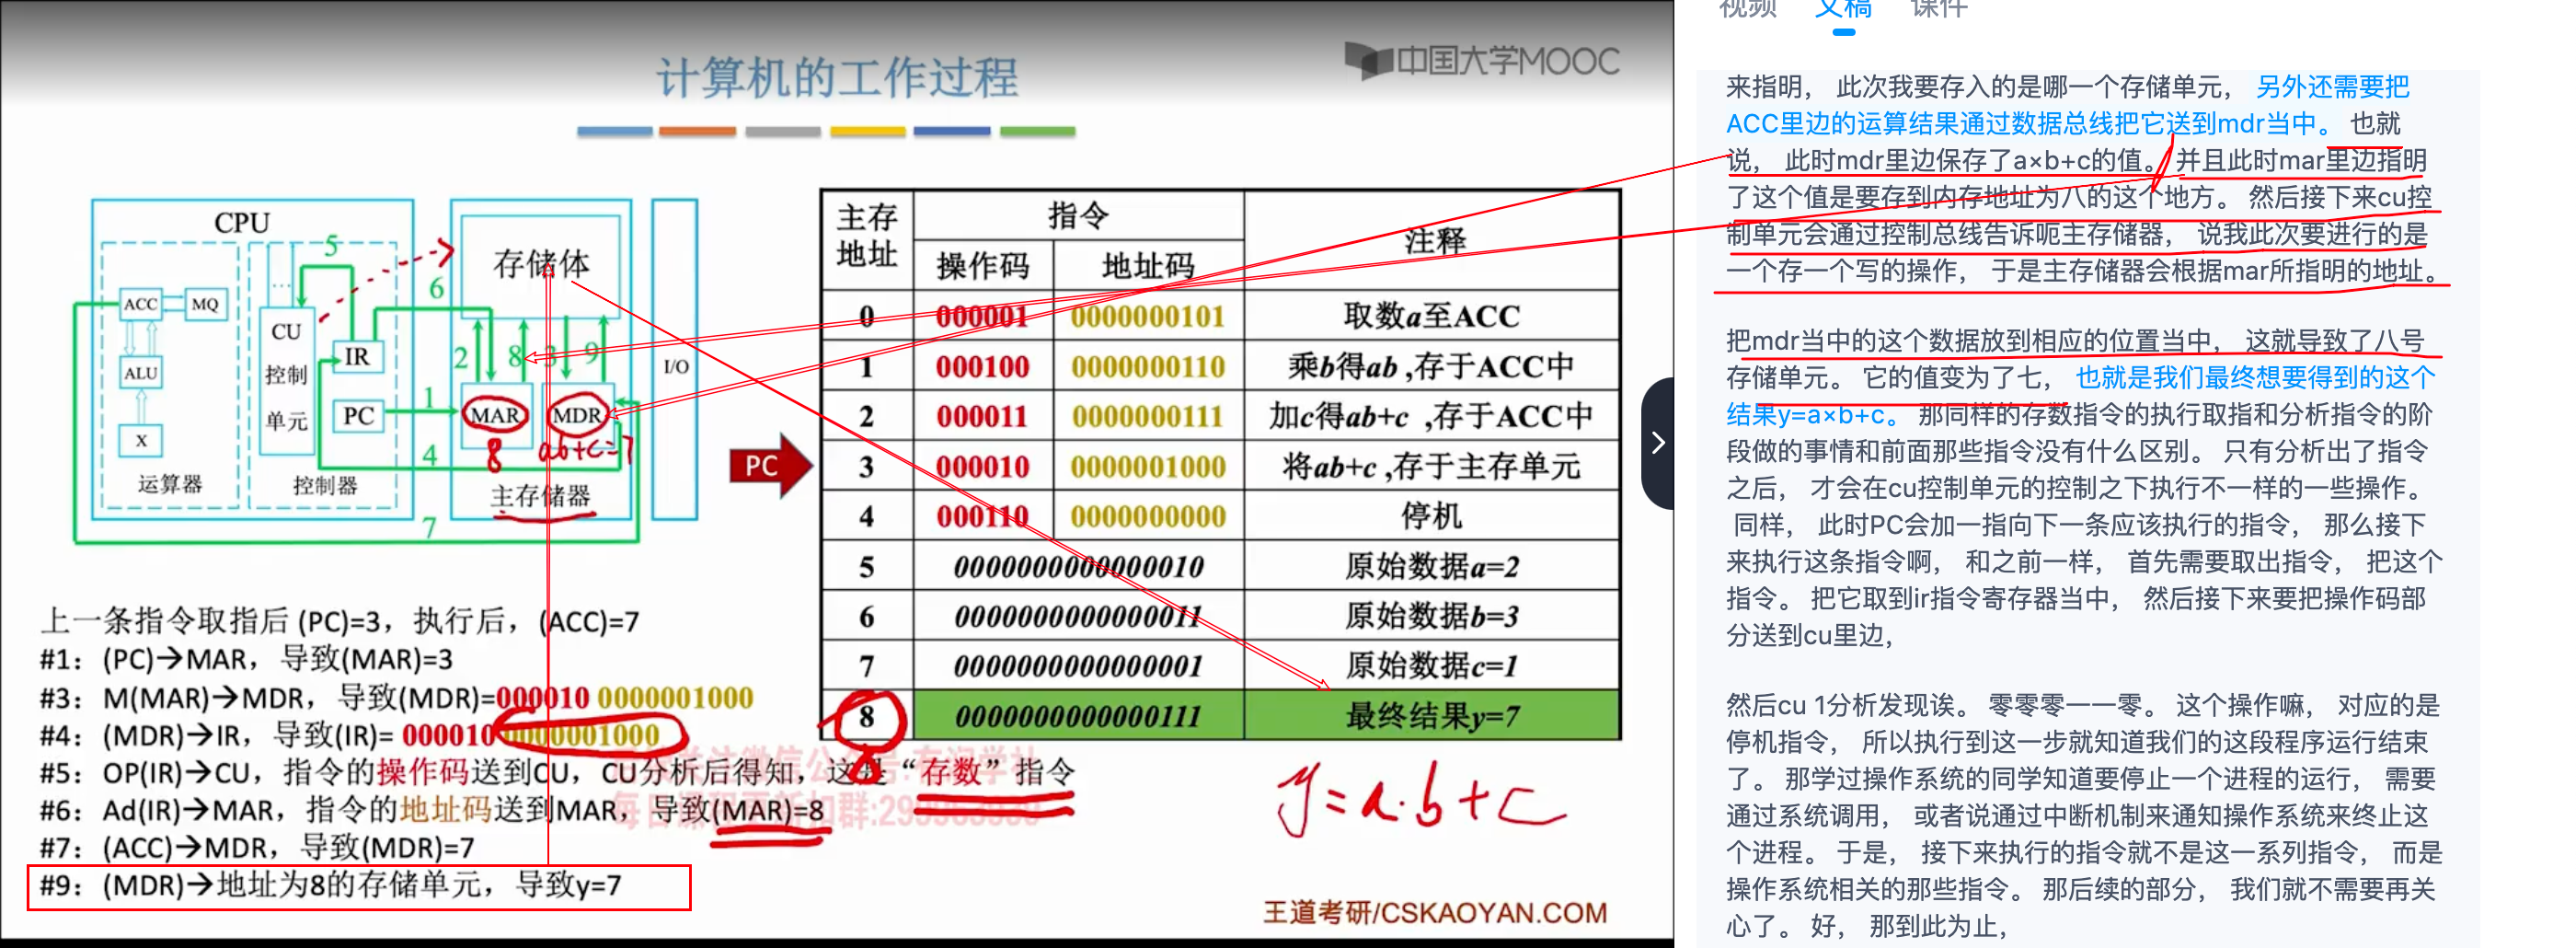 计算机的工作过程
中国大学MOOC
CPU
5
存储体
6
ACC
MQ
...
CU
2
8
3
9
IR
控制
ALU
I/O
单元
PC
1
MAR
MDR
X
8
ab+c=7
4
运算器
控制器
主存储器
7
PC
主存地址
指令
注释
操作码
地址码
0 000001 0000000101 取数a至ACC
1 000100 0000000110 乘b得ab ,存于ACC中
2 000011 0000000111 加c得ab+c ,存于ACC中
3 000010 0000001000 将ab+c ,存于主存单元
4 000110 0000000000 停机
5 0000000000000010 原始数据a=2
6 0000000000000011 原始数据b=3
7 0000000000000001 原始数据c=1
8 0000000000000111 最终结果y=7
上一条指令取指后 (PC)=3，执行后，(ACC)=7
#1：(PC)→MAR，导致(MAR)=3
#3：M(MAR)→MDR，导致(MDR)=000010 0000001000
#4：(MDR)→IR，导致(IR)= 000010 0000001000
#5：OP(IR)→CU，指令的操作码送到CU，CU分析后得知，这是“存数”指令
#6：Ad(IR)→MAR，指令的地址码送到MAR，导致(MAR)=8
#7：(ACC)→MDR，导致(MDR)=7
#9：(MDR)→地址为8的存储单元，导致y=7
8
y=a·b+c
王道考研/CSKAOYAN.COM
视频 文稿 课件
来指明， 此次我要存入的是哪一个存储单元， 另外还需要把
ACC里边的运算结果通过数据总线把它送到mdr当中。 也就
说， 此时mdr里边保存了a×b+c的值。 并且此时mar里边指明
了这个值是要存到内存地址为八的这个地方。 然后接下来cu控
制单元会通过控制总线告诉呃主存储器， 说我此次要进行的是
一个存一个写的操作， 于是主存储器会根据mar所指明的地址。
把mdr当中的这个数据放到相应的位置当中， 这就导致了八号
存储单元。 它的值变为了七， 也就是我们最终想要得到的这个
结果y=a×b+c。 那同样的存数指令的执行取指和分析指令的阶
段做的事情和前面那些指令没有什么区别。 只有分析出了指令
之后， 才会在cu控制单元的控制之下执行不一样的一些操作。
同样， 此时PC会加一指向下一条应该执行的指令， 那么接下
来执行这条指令啊， 和之前一样， 首先需要取出指令， 把这个
指令。 把它取到ir指令寄存器当中， 然后接下来要把操作码部
分送到cu里边，
然后cu 1分析发现诶。 零零零一一零。 这个操作嘛， 对应的是
停机指令， 所以执行到这一步就知道我们的这段程序运行结束
了。 那学过操作系统的同学知道要停止一个进程的运行， 需要
通过系统调用， 或者说通过中断机制来通知操作系统来终止这
个进程。 于是， 接下来执行的指令就不是这一系列指令， 而是
操作系统相关的那些指令。 那后续的部分， 我们就不需要再关
心了。 好， 那到此为止，